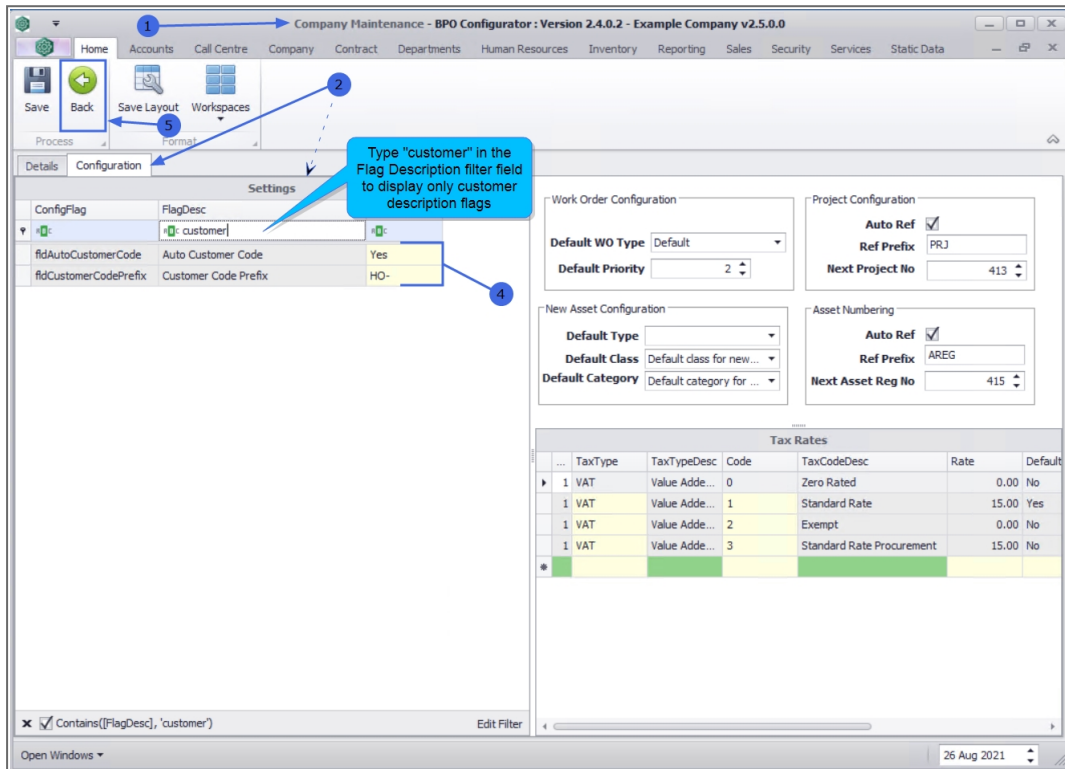 1
Company Maintenance - BPO Configurator : Version 2.4.0.2 - Example Company v2.5.0.0
Home Accounts Call Centre Company Contract Departments Human Resources Inventory Reporting Sales Security Services Static Data
Save Back Save Layout Workspaces
2
5
Process Format
Details Configuration
Type "customer" in the
Flag Description filter field
to display only customer
description flags
Settings
ConfigFlag FlagDesc
customer
fldAutoCustomerCode Auto Customer Code Yes
fldCustomerCodePrefix Customer Code Prefix HO-
4
Work Order Configuration
Default WO Type Default
Default Priority 2
Project Configuration
Auto Ref
Ref Prefix PRJ
Next Project No 413
New Asset Configuration
Default Type
Default Class Default class for new...
Default Category Default category for ...
Asset Numbering
Auto Ref
Ref Prefix AREG
Next Asset Reg No 415
Tax Rates
... TaxType TaxTypeDesc Code TaxCodeDesc Rate Default
1 VAT Value Adde... 0 Zero Rated 0.00 No
1 VAT Value Adde... 1 Standard Rate 15.00 Yes
1 VAT Value Adde... 2 Exempt 0.00 No
1 VAT Value Adde... 3 Standard Rate Procurement 15.00 No
Contains([FlagDesc], 'customer') Edit Filter
Open Windows 26 Aug 2021